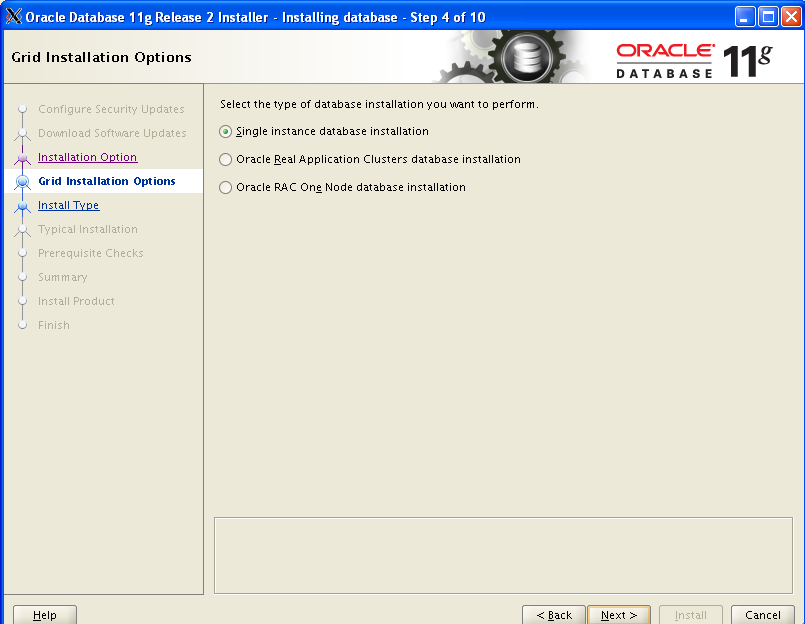 Oracle Database 11g Release 2 Installer - Installing database - Step 4 of 10
Grid Installation Options
ORACLE
DATABASE 11g
Configure Security Updates
Download Software Updates
Installation Option
Grid Installation Options
Install Type
Typical Installation
Prerequisite Checks
Summary
Install Product
Finish
Select the type of database installation you want to perform.
Single instance database installation
Oracle Real Application Clusters database installation
Oracle RAC One Node database installation
Help
< Back
Next >
Install
Cancel